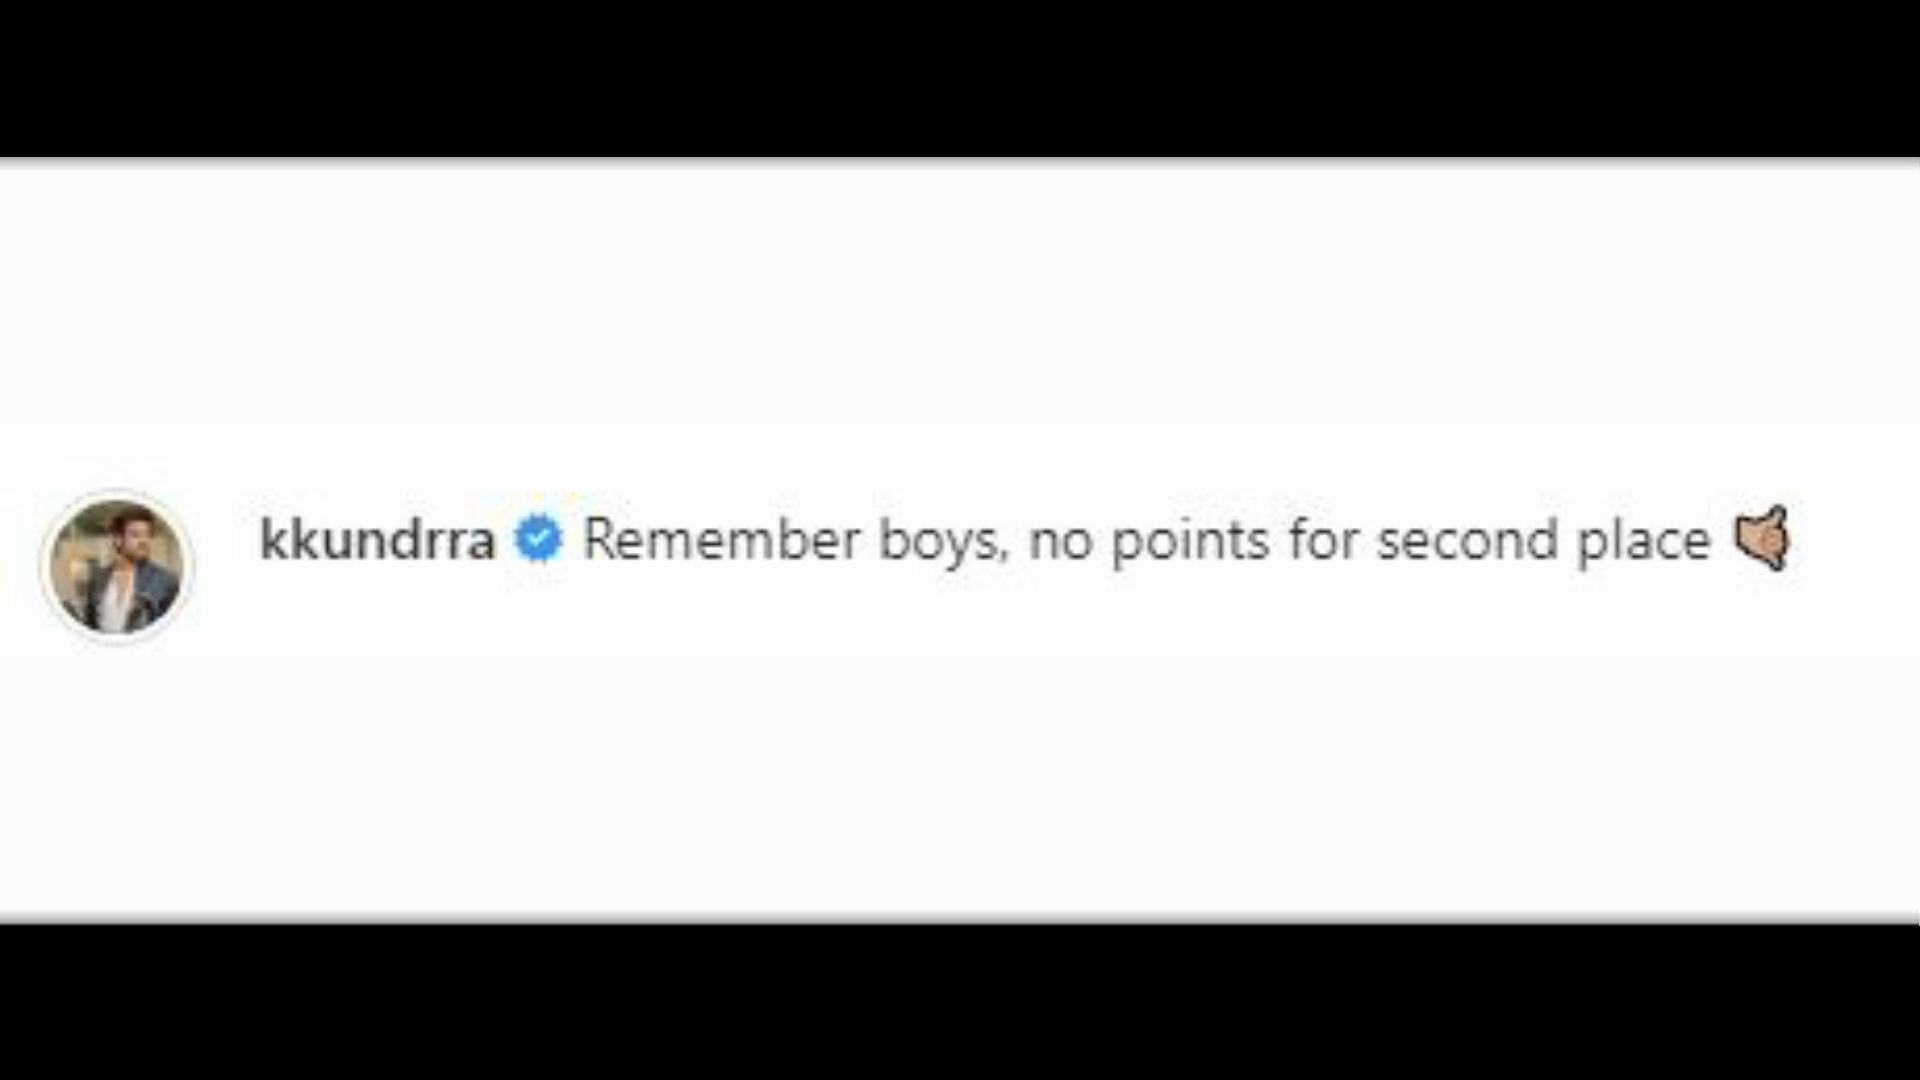 kkundrra Remember boys, no points for second place 🤙🏽